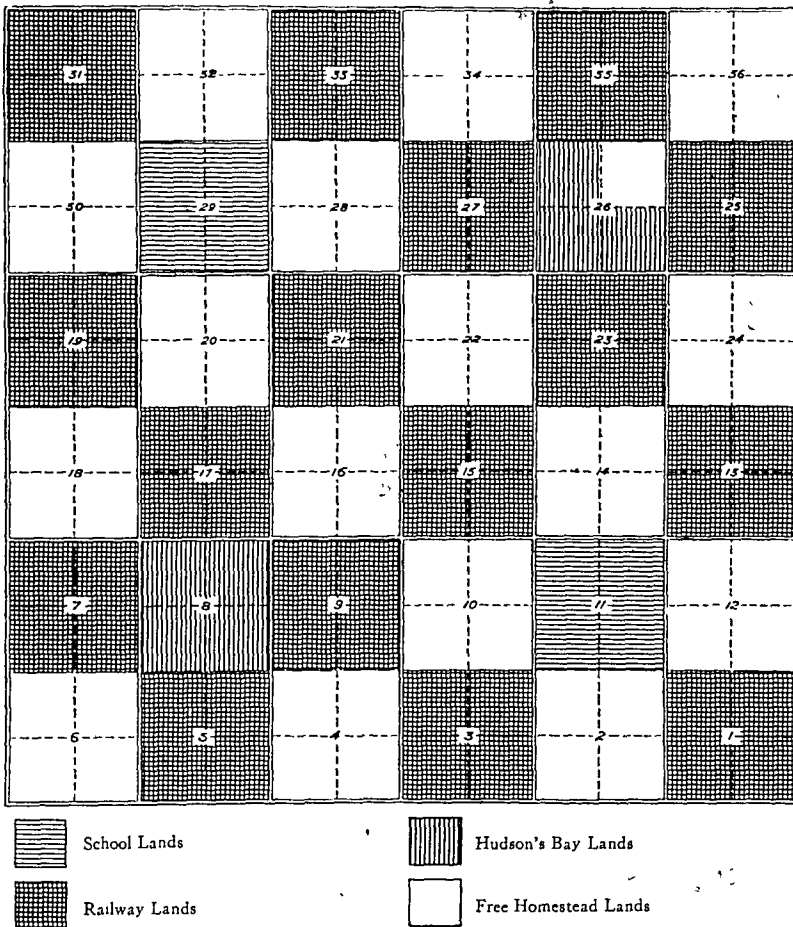 31 32 33 34 35 36
30 29 28 27 26 25
19 20 21 22 23 24
18 17 16 15 14 13
7 8 9 10 11 12
6 5 4 3 2 1
School Lands Hudson's Bay Lands
Railway Lands Free Homestead Lands